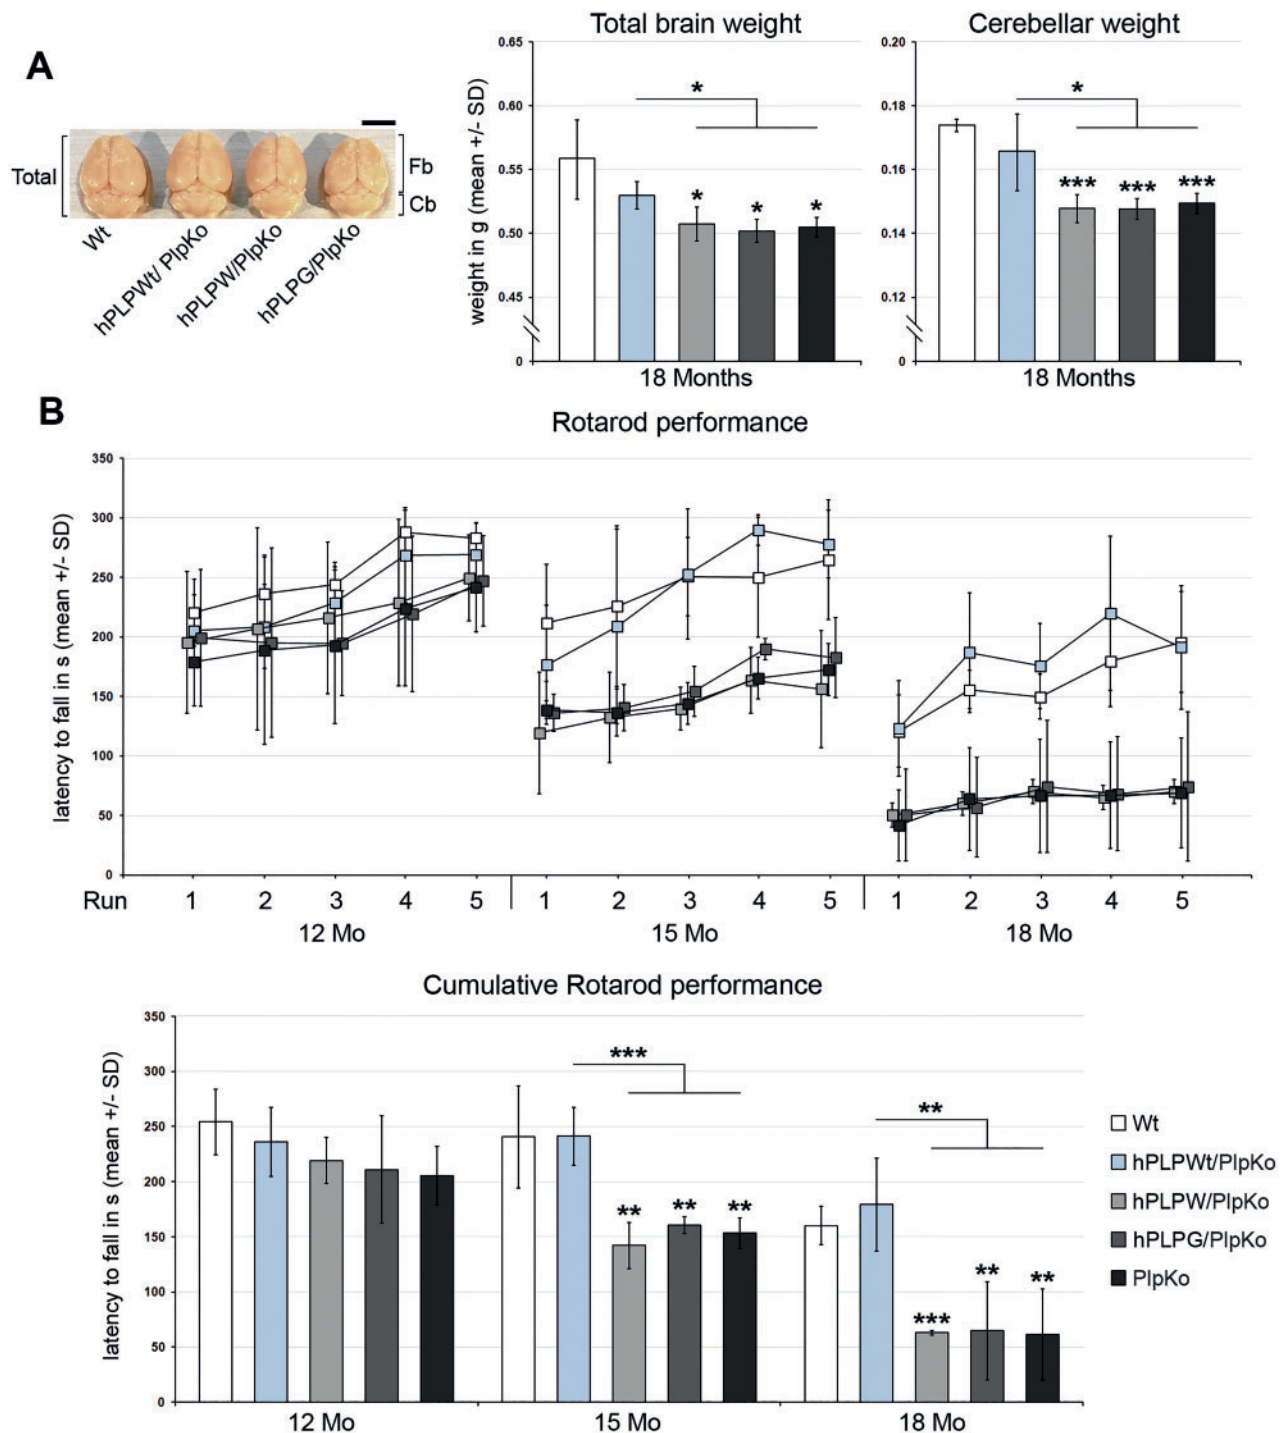 A
Total
Fb
Cb
Wt
hPLPWt/ PlpKo
hPLPW/PlpKo
hPLPG/PlpKo
Total brain weight
weight in g (mean +/- SD)
0.65
0.60
0.55
0.50
0.45
0
*
* * *
18 Months
Cerebellar weight
0.20
0.18
0.16
0.14
0.12
0
*
*** *** ***
18 Months
B
Rotarod performance
latency to fall in s (mean +/- SD)
350
300
250
200
150
100
50
0
Run 1 2 3 4 5 1 2 3 4 5 1 2 3 4 5
12 Mo 15 Mo 18 Mo
Cumulative Rotarod performance
latency to fall in s (mean +/- SD)
350
300
250
200
150
100
50
0
***
** ** **
**
*** ** **
12 Mo 15 Mo 18 Mo
Wt
hPLPWt/PlpKo
hPLPW/PlpKo
hPLPG/PlpKo
PlpKo